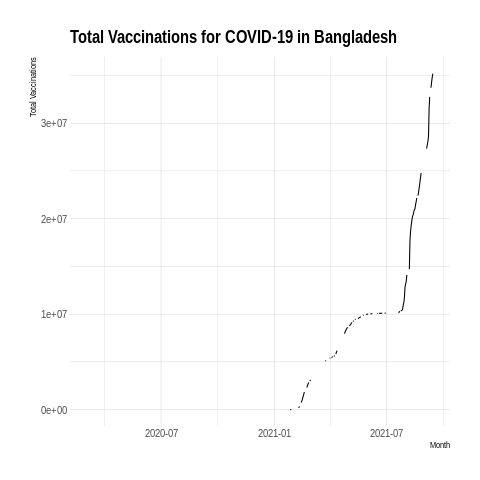 Total Vaccinations for COVID-19 in Bangladesh
Total Vaccinations
3e+07
2e+07
1e+07
0e+00
2020-07 2021-01 2021-07
Month